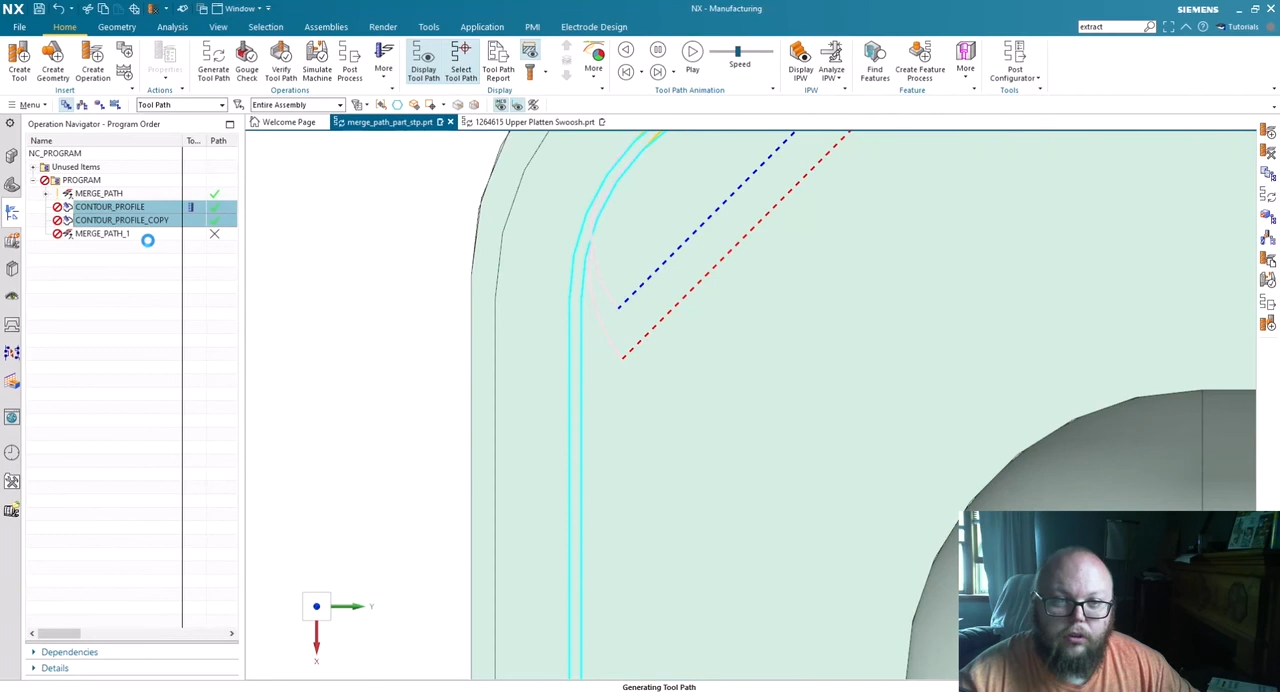 NX Window NX - Manufacturing SIEMENS
File Home Geometry Analysis View Selection Assemblies Render Tools Application PMI Electrode Design extract Tutorials
Create Tool Create Geometry Create Operation Properties Generate Tool Path Gouge Check Verify Tool Path Simulate Machine Post Process More Display Tool Path Select Tool Path Tool Path Report More Play Speed Display IPW Analyze IPW Find Features Create Feature Process More Post Configurator
Insert Actions Operations Display Tool Path Animation IPW Feature Tools
Menu Tool Path Entire Assembly
Operation Navigator - Program Order Welcome Page merge_path_part_stp.prt 1264615 Upper Platten Swoosh.prt
Name To... Path
NC_PROGRAM
Unused Items
PROGRAM
MERGE_PATH
CONTOUR_PROFILE
CONTOUR_PROFILE_COPY
MERGE_PATH_1
Y
X
Dependencies
Details
Generating Tool Path